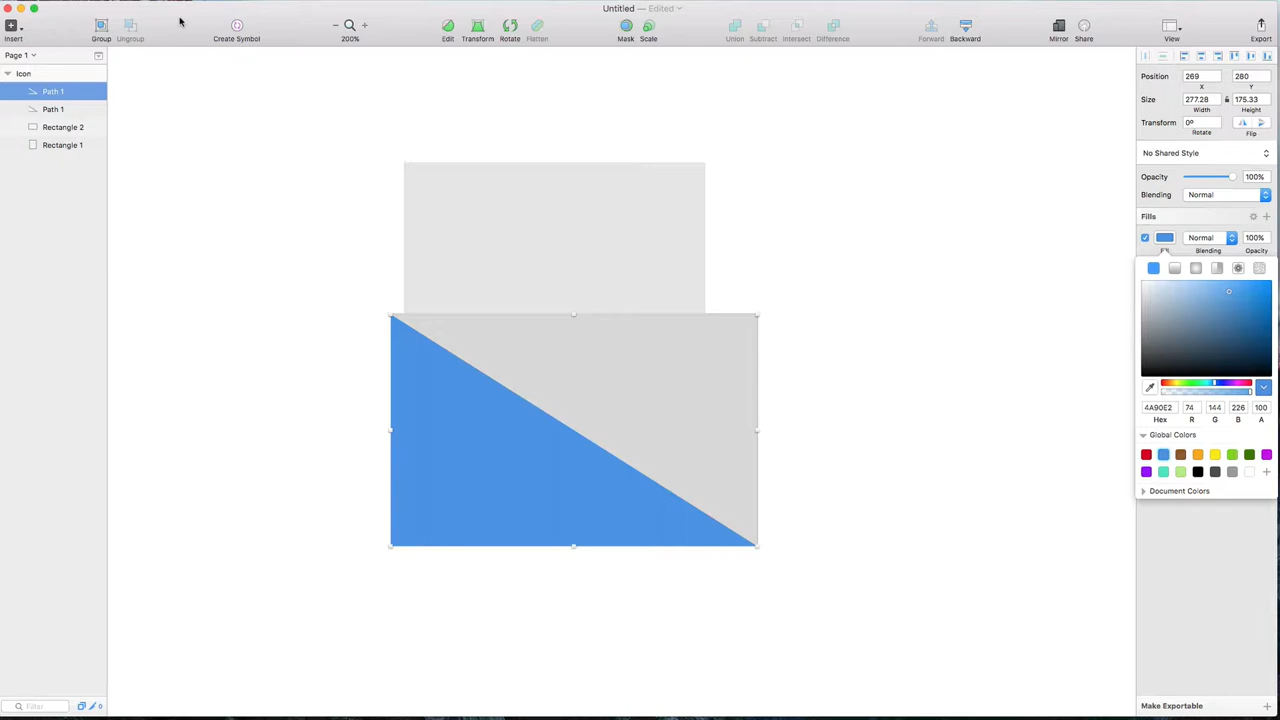 Untitled — Edited
Insert
Group
Ungroup
Create Symbol
200%
Edit
Transform
Rotate
Flatten
Mask
Scale
Union
Subtract
Intersect
Difference
Forward
Backward
Mirror
Share
View
Export
Page 1
Icon
Path 1
Path 1
Rectangle 2
Rectangle 1
Filter
0
Position 269 280
X Y
Size 277.28 175.33
Width Height
Transform 0º
Rotate Flip
No Shared Style
Opacity 100%
Blending Normal
Fills
Normal 100%
Fill Blending Opacity
4A90E2 74 144 226 100
Hex R G B A
Global Colors
Document Colors
Make Exportable